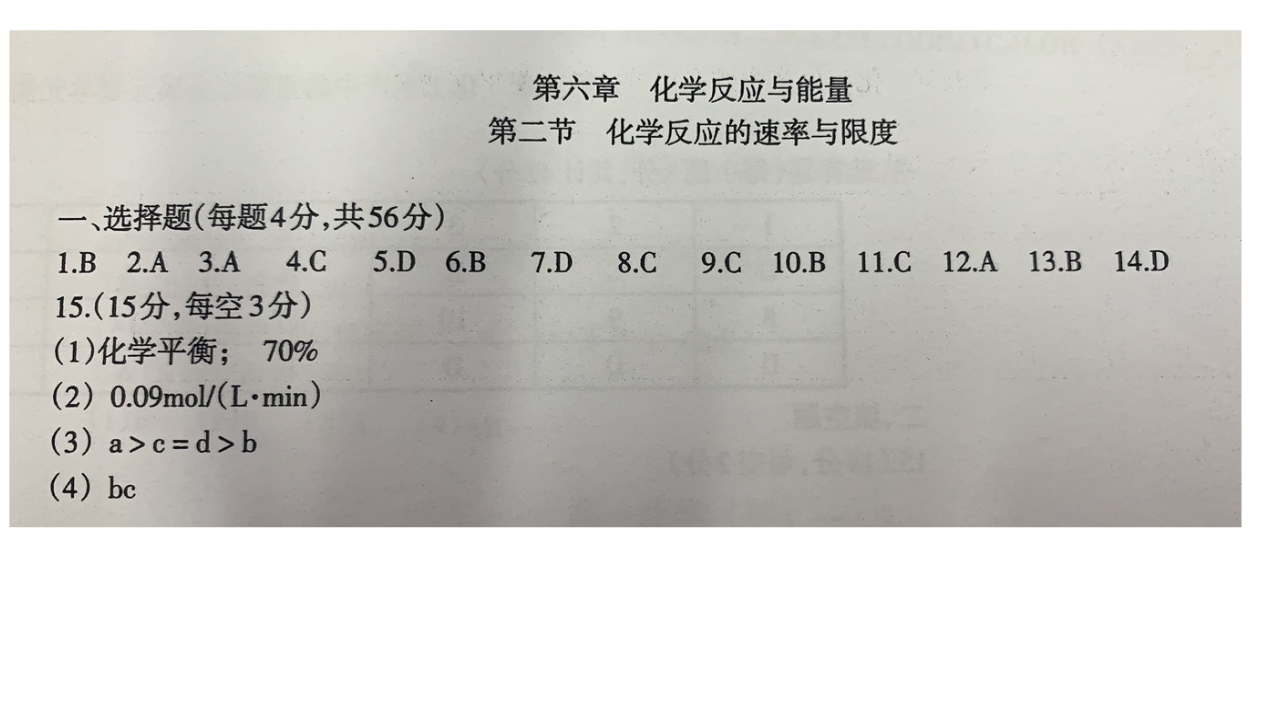 第六章 化学反应与能量
第二节 化学反应的速率与限度
一、选择题(每题4分,共56分)
1.B 2.A 3.A 4.C 5.D 6.B 7.D 8.C 9.C 10.B 11.C 12.A 13.B 14.D
15.(15分,每空3分)
(1)化学平衡; 70%
(2) 0.09mol/(L·min)
(3) a>c=d>b
(4) bc